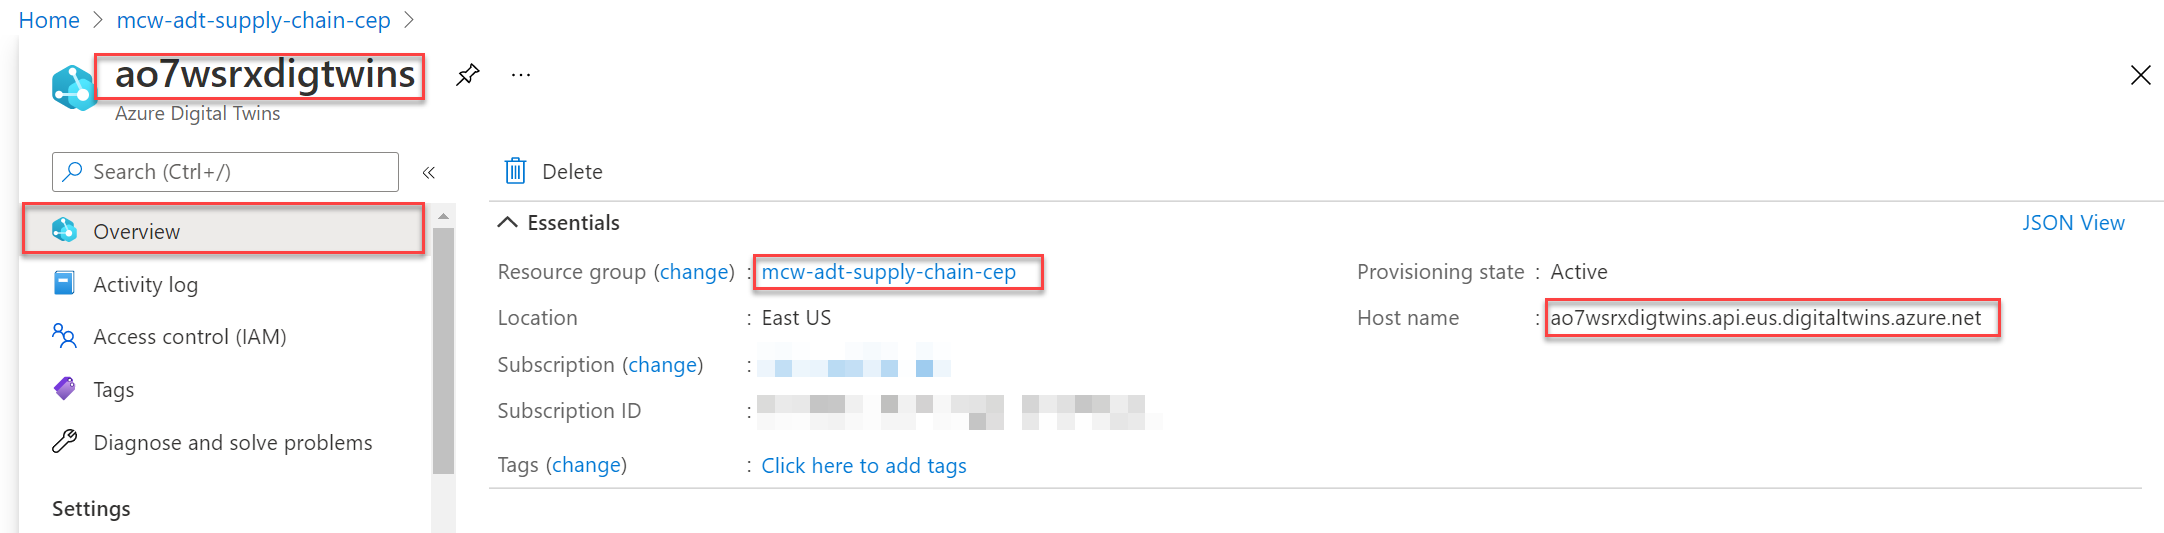 Home > mcw-adt-supply-chain-cep >
ao7wsrxdigtwins
...
Azure Digital Twins
Search (Ctrl+/)
«
Overview
Activity log
Access control (IAM)
Tags
Diagnose and solve problems
Settings
Delete
Essentials
JSON View
Resource group (change) : mcw-adt-supply-chain-cep
Provisioning state : Active
Location : East US
Host name : ao7wsrxdigtwins.api.eus.digitaltwins.azure.net
Subscription (change) :
Subscription ID :
Tags (change) : Click here to add tags